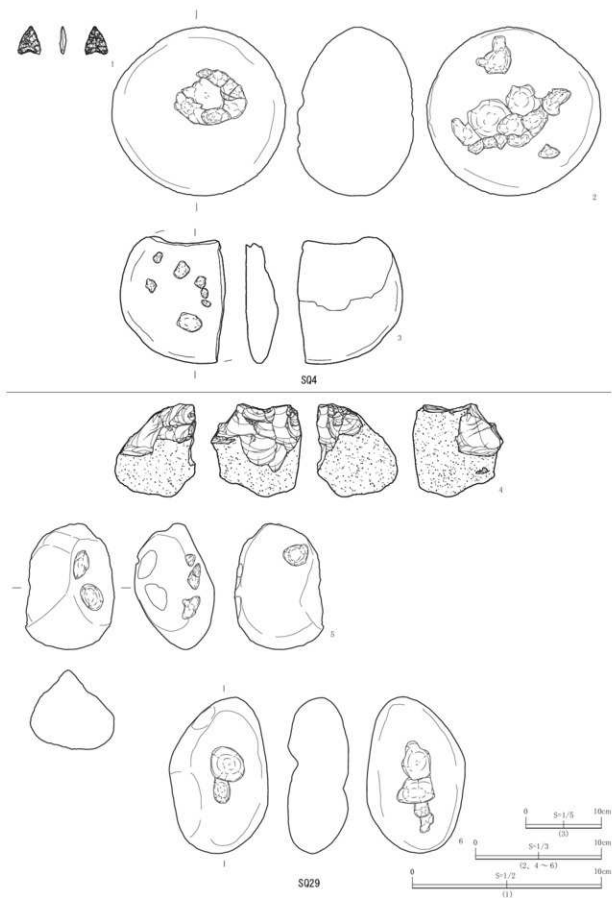 1
2
3
SQ4
4
5
6
SQ29
0 S=1/5 10cm
(3)
0 S=1/3 10cm
(2, 4～6)
0 S=1/2 10cm
(1)